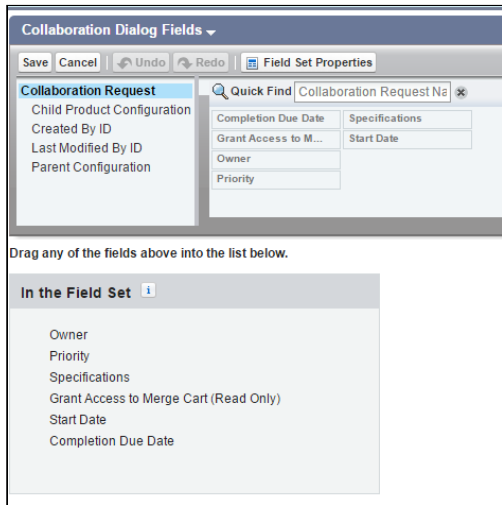 Collaboration Dialog Fields
Save Cancel Undo Redo Field Set Properties
Collaboration Request
Child Product Configuration
Created By ID
Last Modified By ID
Parent Configuration
Quick Find Collaboration Request Na
Completion Due Date Specifications
Grant Access to M... Start Date
Owner
Priority
Drag any of the fields above into the list below.
In the Field Set i
Owner
Priority
Specifications
Grant Access to Merge Cart (Read Only)
Start Date
Completion Due Date